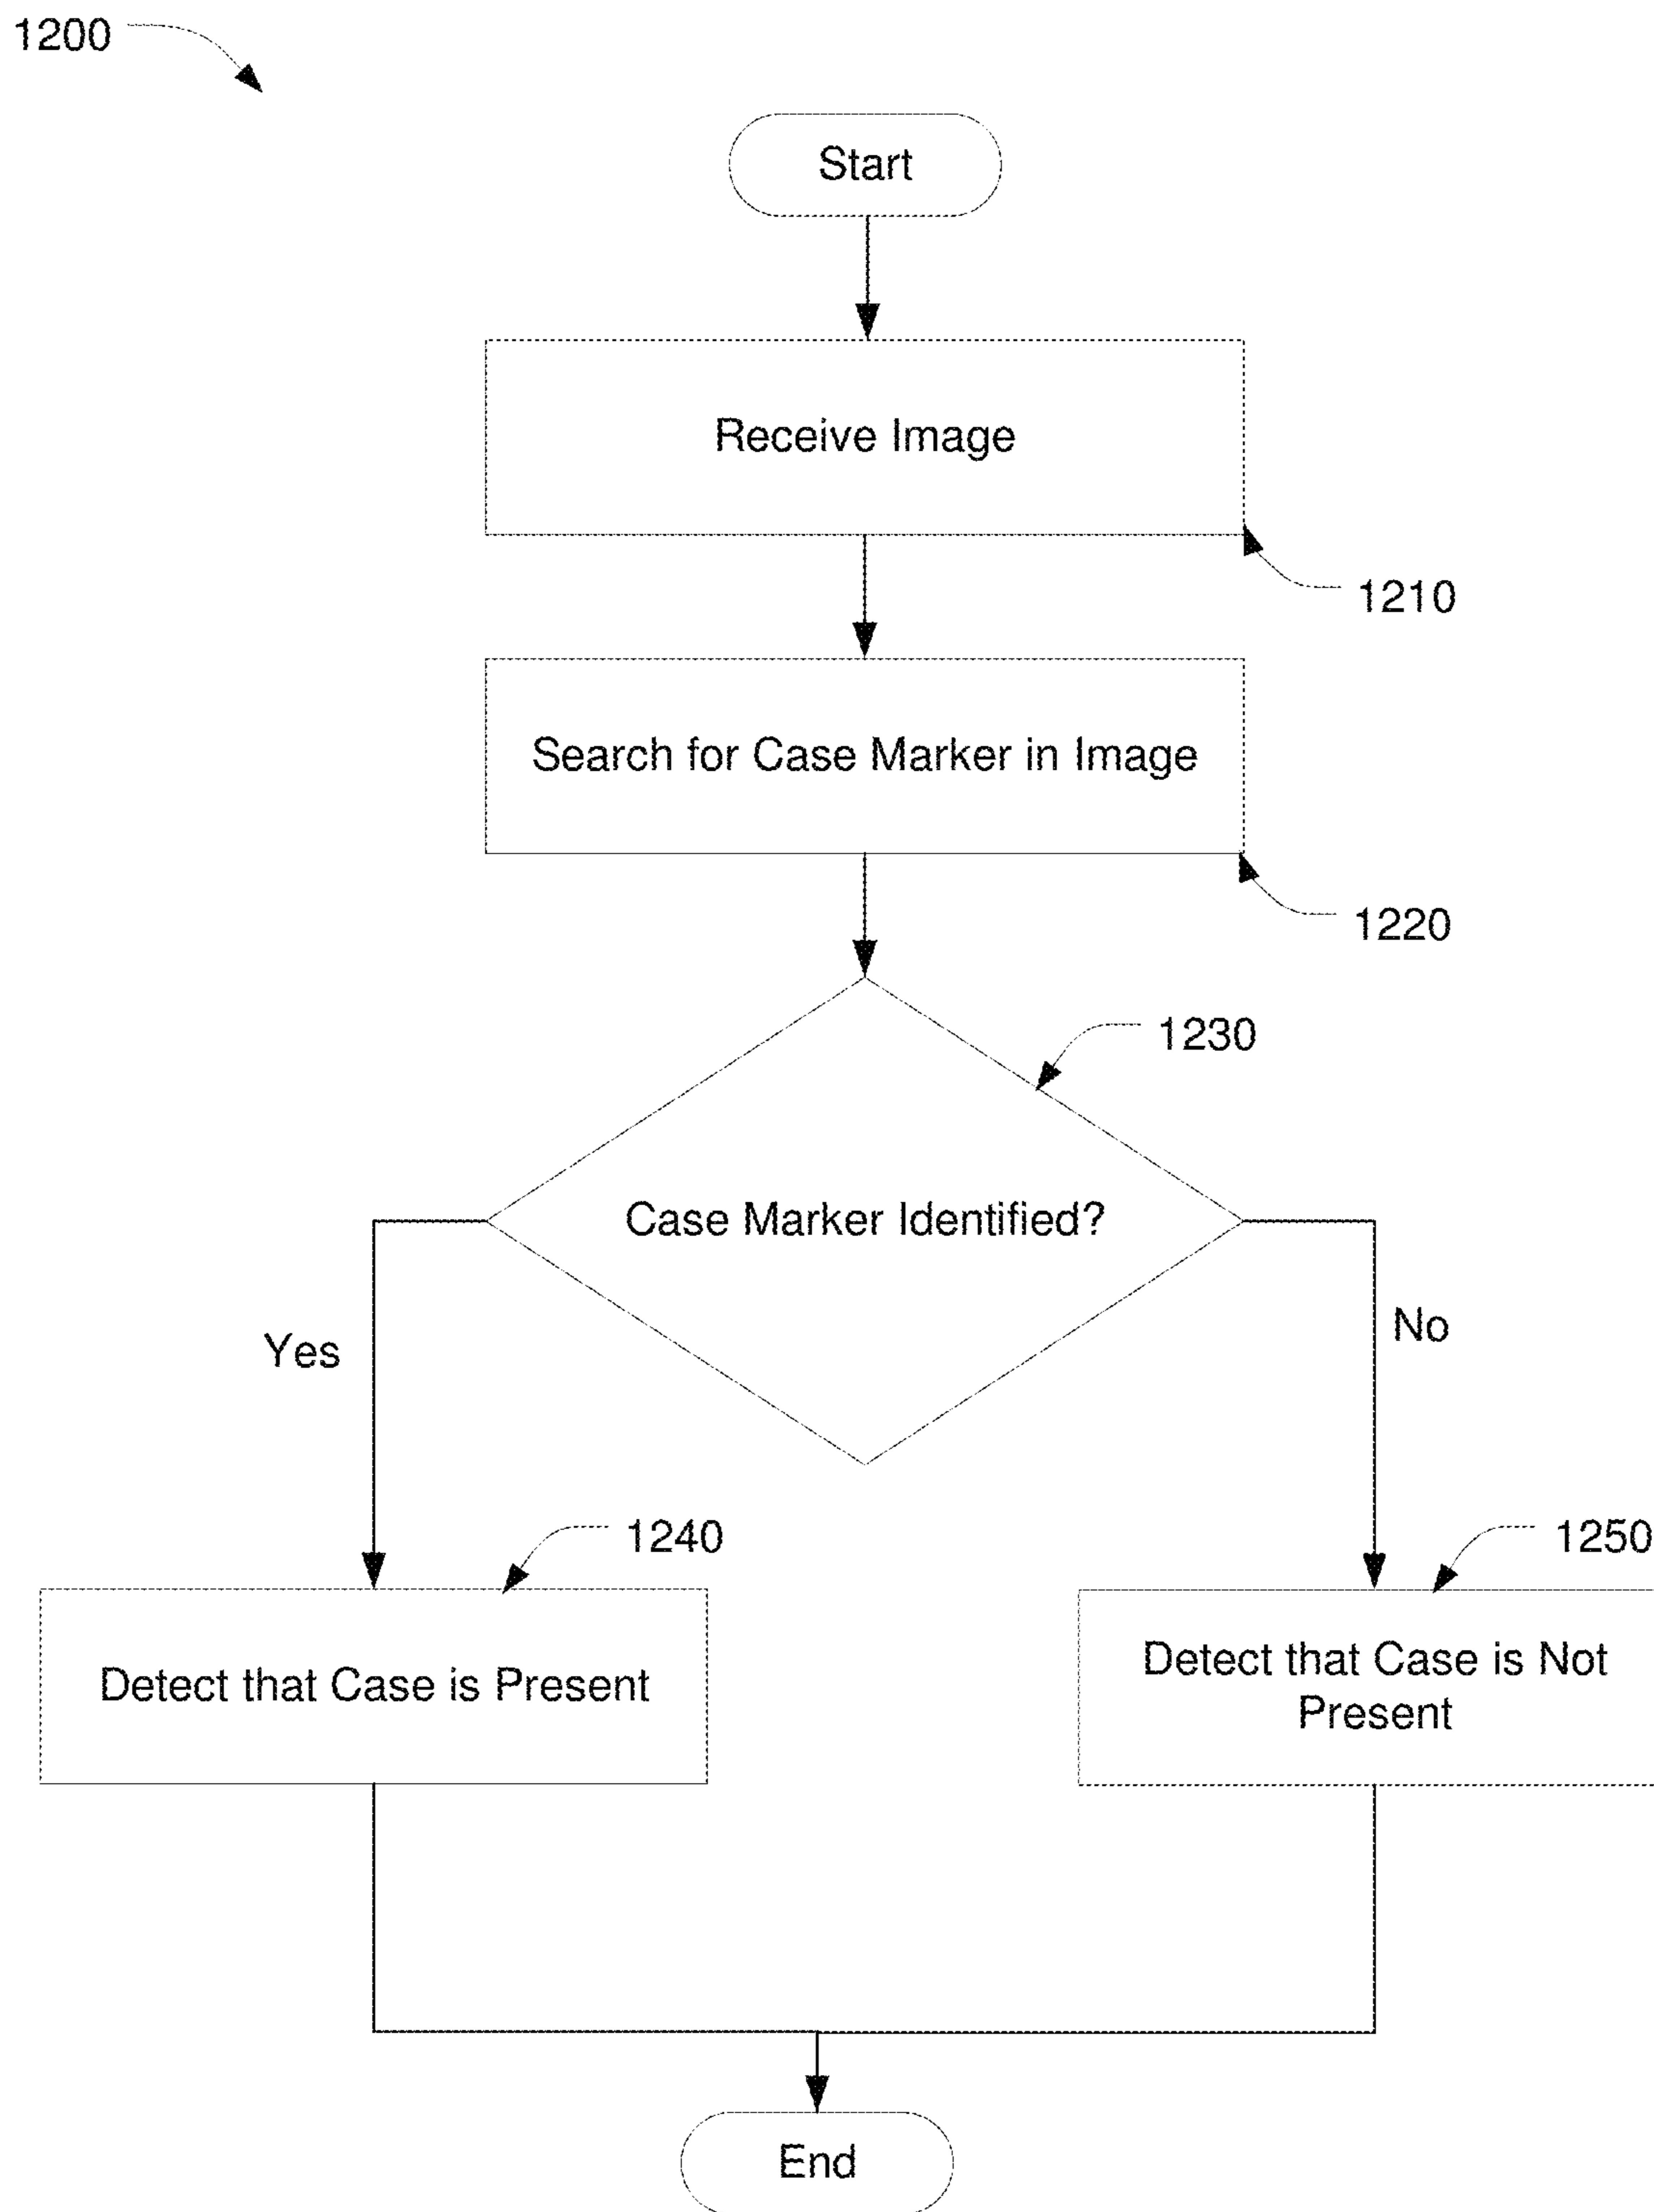 1200
Start
Receive Image
1210
Search for Case Marker in Image
1220
1230
Case Marker Identified?
Yes
No
1240
1250
Detect that Case is Present
Detect that Case is Not
Present
End